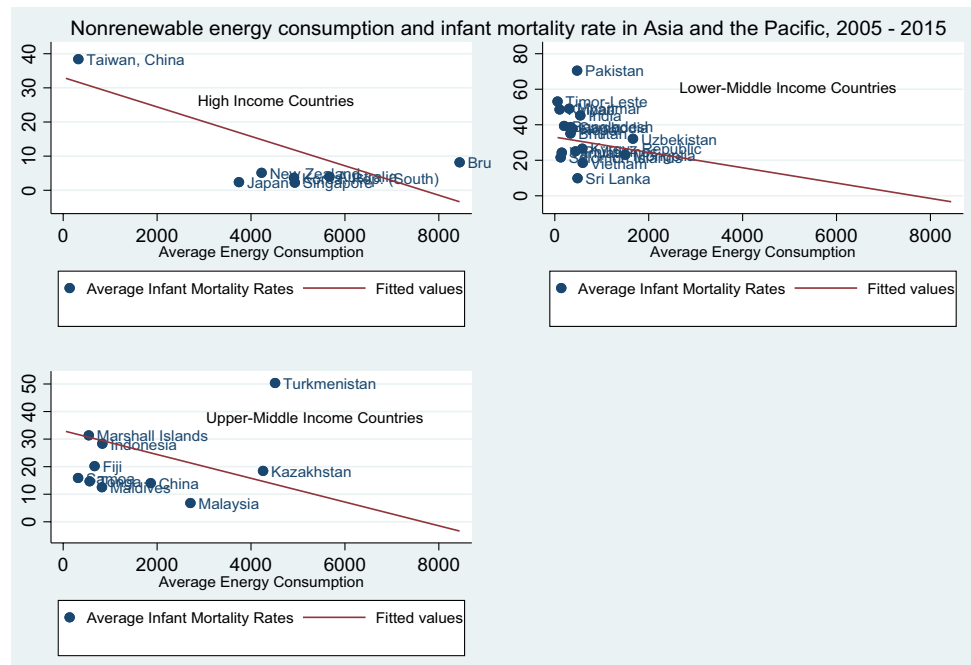 Nonrenewable energy consumption and infant mortality rate in Asia and the Pacific, 2005 - 2015
40
30
20
10
0
Taiwan, China
High Income Countries
Bru
New Zealand
Japan
Singapore
(South)
0 2000 4000 6000 8000
Average Energy Consumption
Average Infant Mortality Rates
Fitted values
80
60
40
20
0
Pakistan
Lower-Middle Income Countries
Timor-Leste
Myanmar
India
Bangladesh
Bhutan
Uzbekistan
Kyrgyz Republic
Vietnam
Sri Lanka
0 2000 4000 6000 8000
Average Energy Consumption
Average Infant Mortality Rates
Fitted values
50
40
30
20
10
0
Turkmenistan
Upper-Middle Income Countries
Marshall Islands
Indonesia
Fiji
Kazakhstan
Samoa
Tonga
China
Maldives
Malaysia
0 2000 4000 6000 8000
Average Energy Consumption
Average Infant Mortality Rates
Fitted values